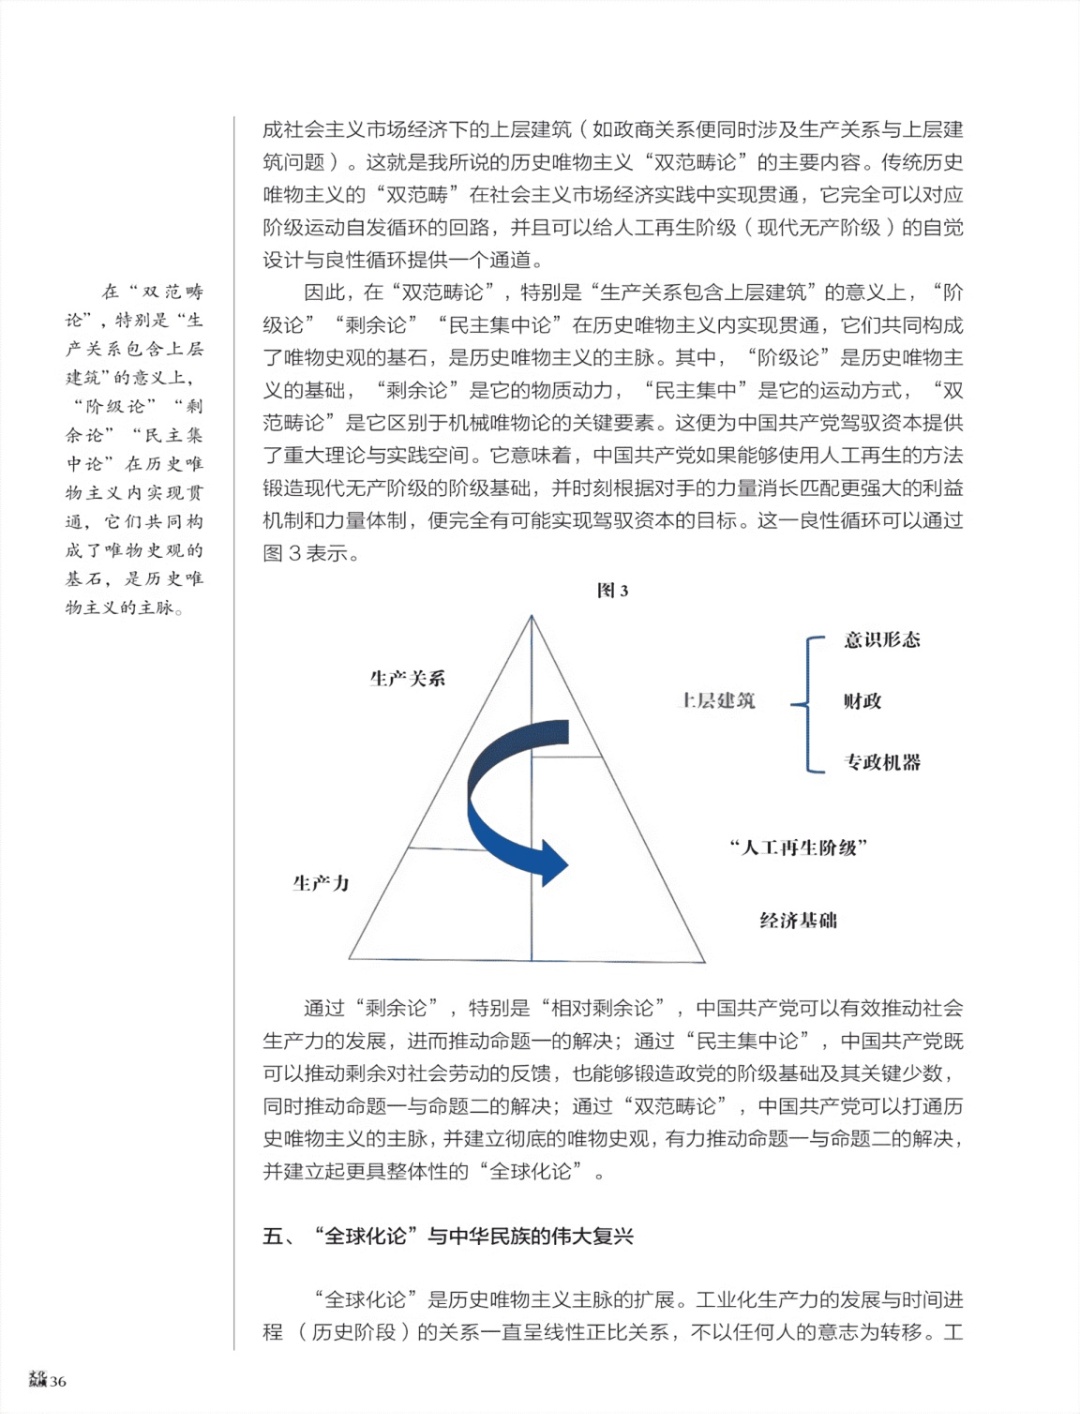 成社会主义市场经济下的上层建筑（如政商关系便同时涉及生产关系与上层建
筑问题）。这就是我所说的历史唯物主义“双范畴论”的主要内容。传统历史
唯物主义的“双范畴”在社会主义市场经济实践中实现贯通，它完全可以对应
阶级运动自发循环的回路，并且可以给人工再生阶级（现代无产阶级）的自觉
设计与良性循环提供一个通道。
因此，在“双范畴论”，特别是“生产关系包含上层建筑”的意义上，“阶
级论”“剩余论”“民主集中论”在历史唯物主义内实现贯通，它们共同构成
了唯物史观的基石，是历史唯物主义的主脉。其中，“阶级论”是历史唯物主
义的基础，“剩余论”是它的物质动力，“民主集中”是它的运动方式，“双
范畴论”是它区别于机械唯物论的关键要素。这便为中国共产党驾驭资本提供
了重大理论与实践空间。它意味着，中国共产党如果能够使用人工再生的方法
锻造现代无产阶级的阶级基础，并时刻根据对手的力量消长匹配更强大的利益
机制和力量体制，便完全有可能实现驾驭资本的目标。这一良性循环可以通过
图 3 表示。
在“双范畴
论”，特别是“生
产关系包含上层
建筑”的意义上，
“阶级论”“剩
余论”“民主集
中论”在历史唯
物主义内实现贯
通，它们共同构
成了唯物史观的
基石，是历史唯
物主义的主脉。
图 3
生产关系
上层建筑
意识形态
财政
专政机器
“人工再生阶级”
生产力
经济基础
通过“剩余论”，特别是“相对剩余论”，中国共产党可以有效推动社会
生产力的发展，进而推动命题一的解决；通过“民主集中论”，中国共产党既
可以推动剩余对社会劳动的反馈，也能够锻造政党的阶级基础及其关键少数，
同时推动命题一与命题二的解决；通过“双范畴论”，中国共产党可以打通历
史唯物主义的主脉，并建立彻底的唯物史观，有力推动命题一与命题二的解决，
并建立起更具整体性的“全球化论”。
五、“全球化论”与中华民族的伟大复兴
“全球化论”是历史唯物主义主脉的扩展。工业化生产力的发展与时间进
程（历史阶段）的关系一直呈线性正比关系，不以任何人的意志为转移。工
文化
纵横 36